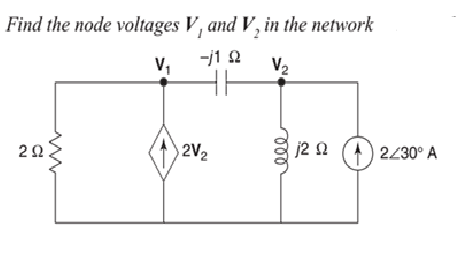 Find the node voltages V₁ and V₂ in the network
-j1 Ω
V₁ V₂
2 Ω 2V₂ j2 Ω 2∠30° A